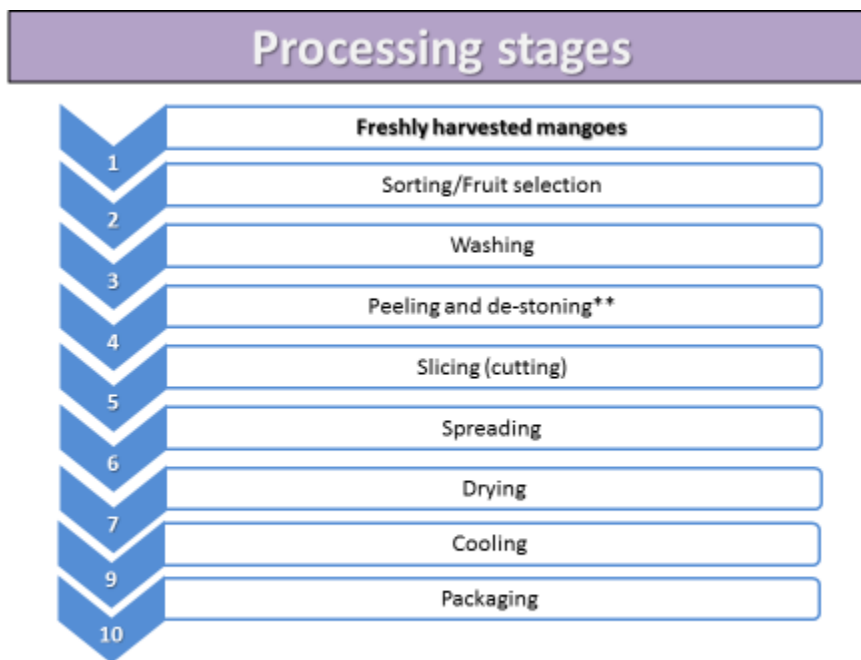 Processing stages
Freshly harvested mangoes
1
Sorting/Fruit selection
2
Washing
3
Peeling and de-stoning**
4
Slicing (cutting)
5
Spreading
6
Drying
7
Cooling
9
Packaging
10